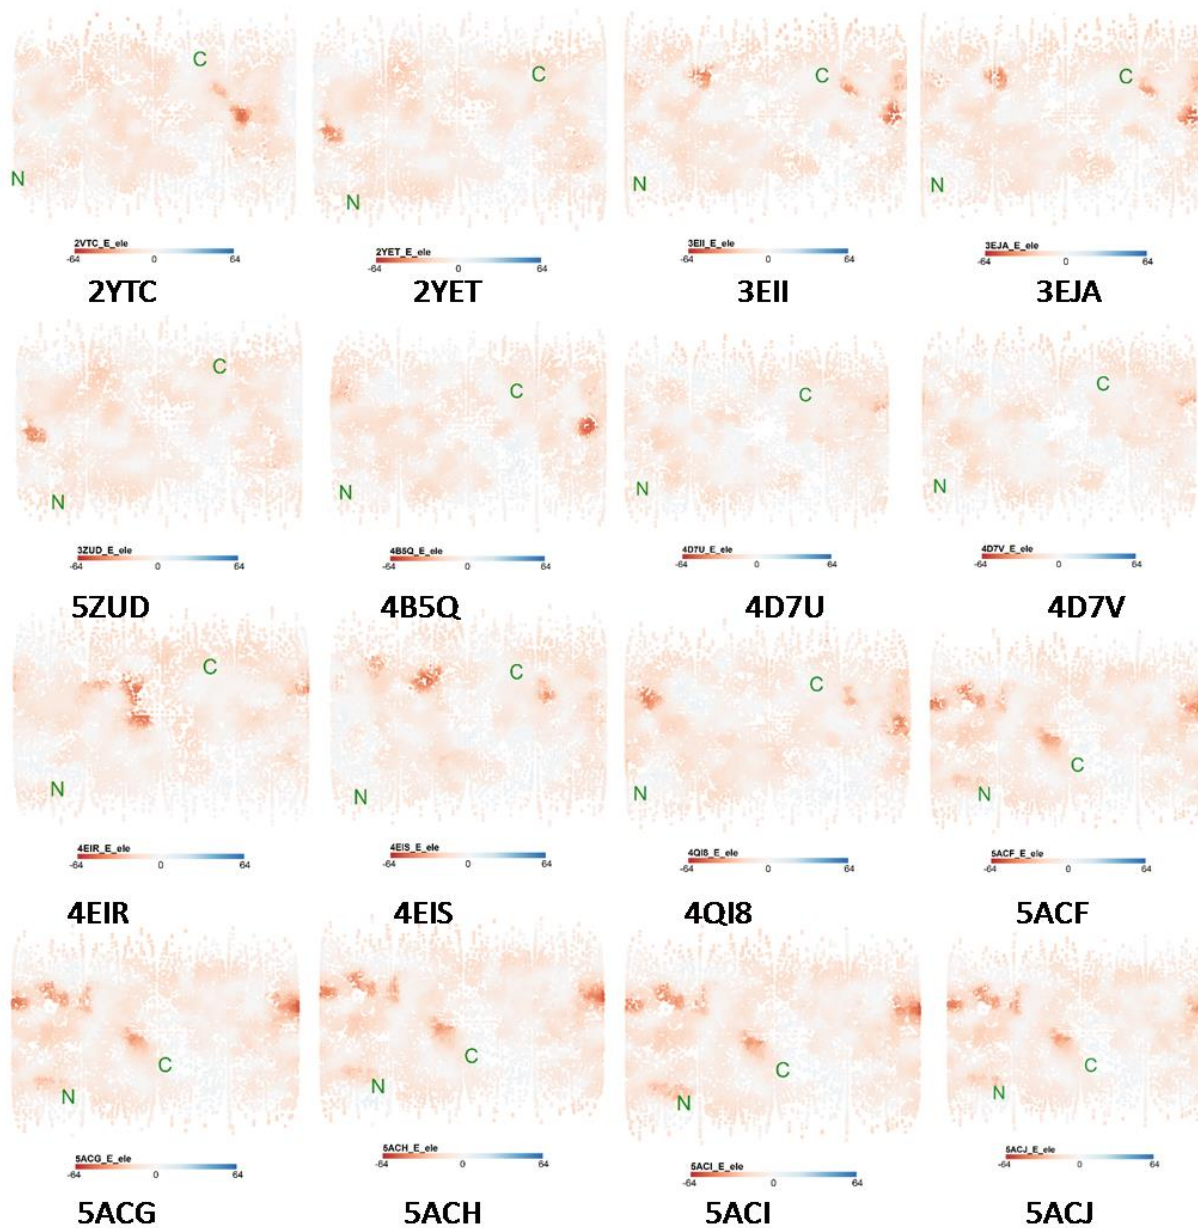 C C C C
N N N N
2VTC_E_ele 2YET_E_ele 3EII_E_ele 3EJA_E_ele
-64 0 64 -64 0 64 -64 0 64 -64 0 64
2YTC 2YET 3EII 3EJA
C C C C
N N N N
3ZUD_E_ele 4B5Q_E_ele 4D7U_E_ele 4D7V_E_ele
-64 0 64 -64 0 64 -64 0 64 -64 0 64
5ZUD 4B5Q 4D7U 4D7V
C C C C
N N N N
4EIR_E_ele 4EIS_E_ele 4QI8_E_ele 5ACF_E_ele
-64 0 64 -64 0 64 -64 0 64 -64 0 64
4EIR 4EIS 4QI8 5ACF
C C C C
N N N N
5ACG_E_ele 5ACH_E_ele 5ACI_E_ele 5ACJ_E_ele
-64 0 64 -64 0 64 -64 0 64 -64 0 64
5ACG 5ACH 5ACI 5ACJ